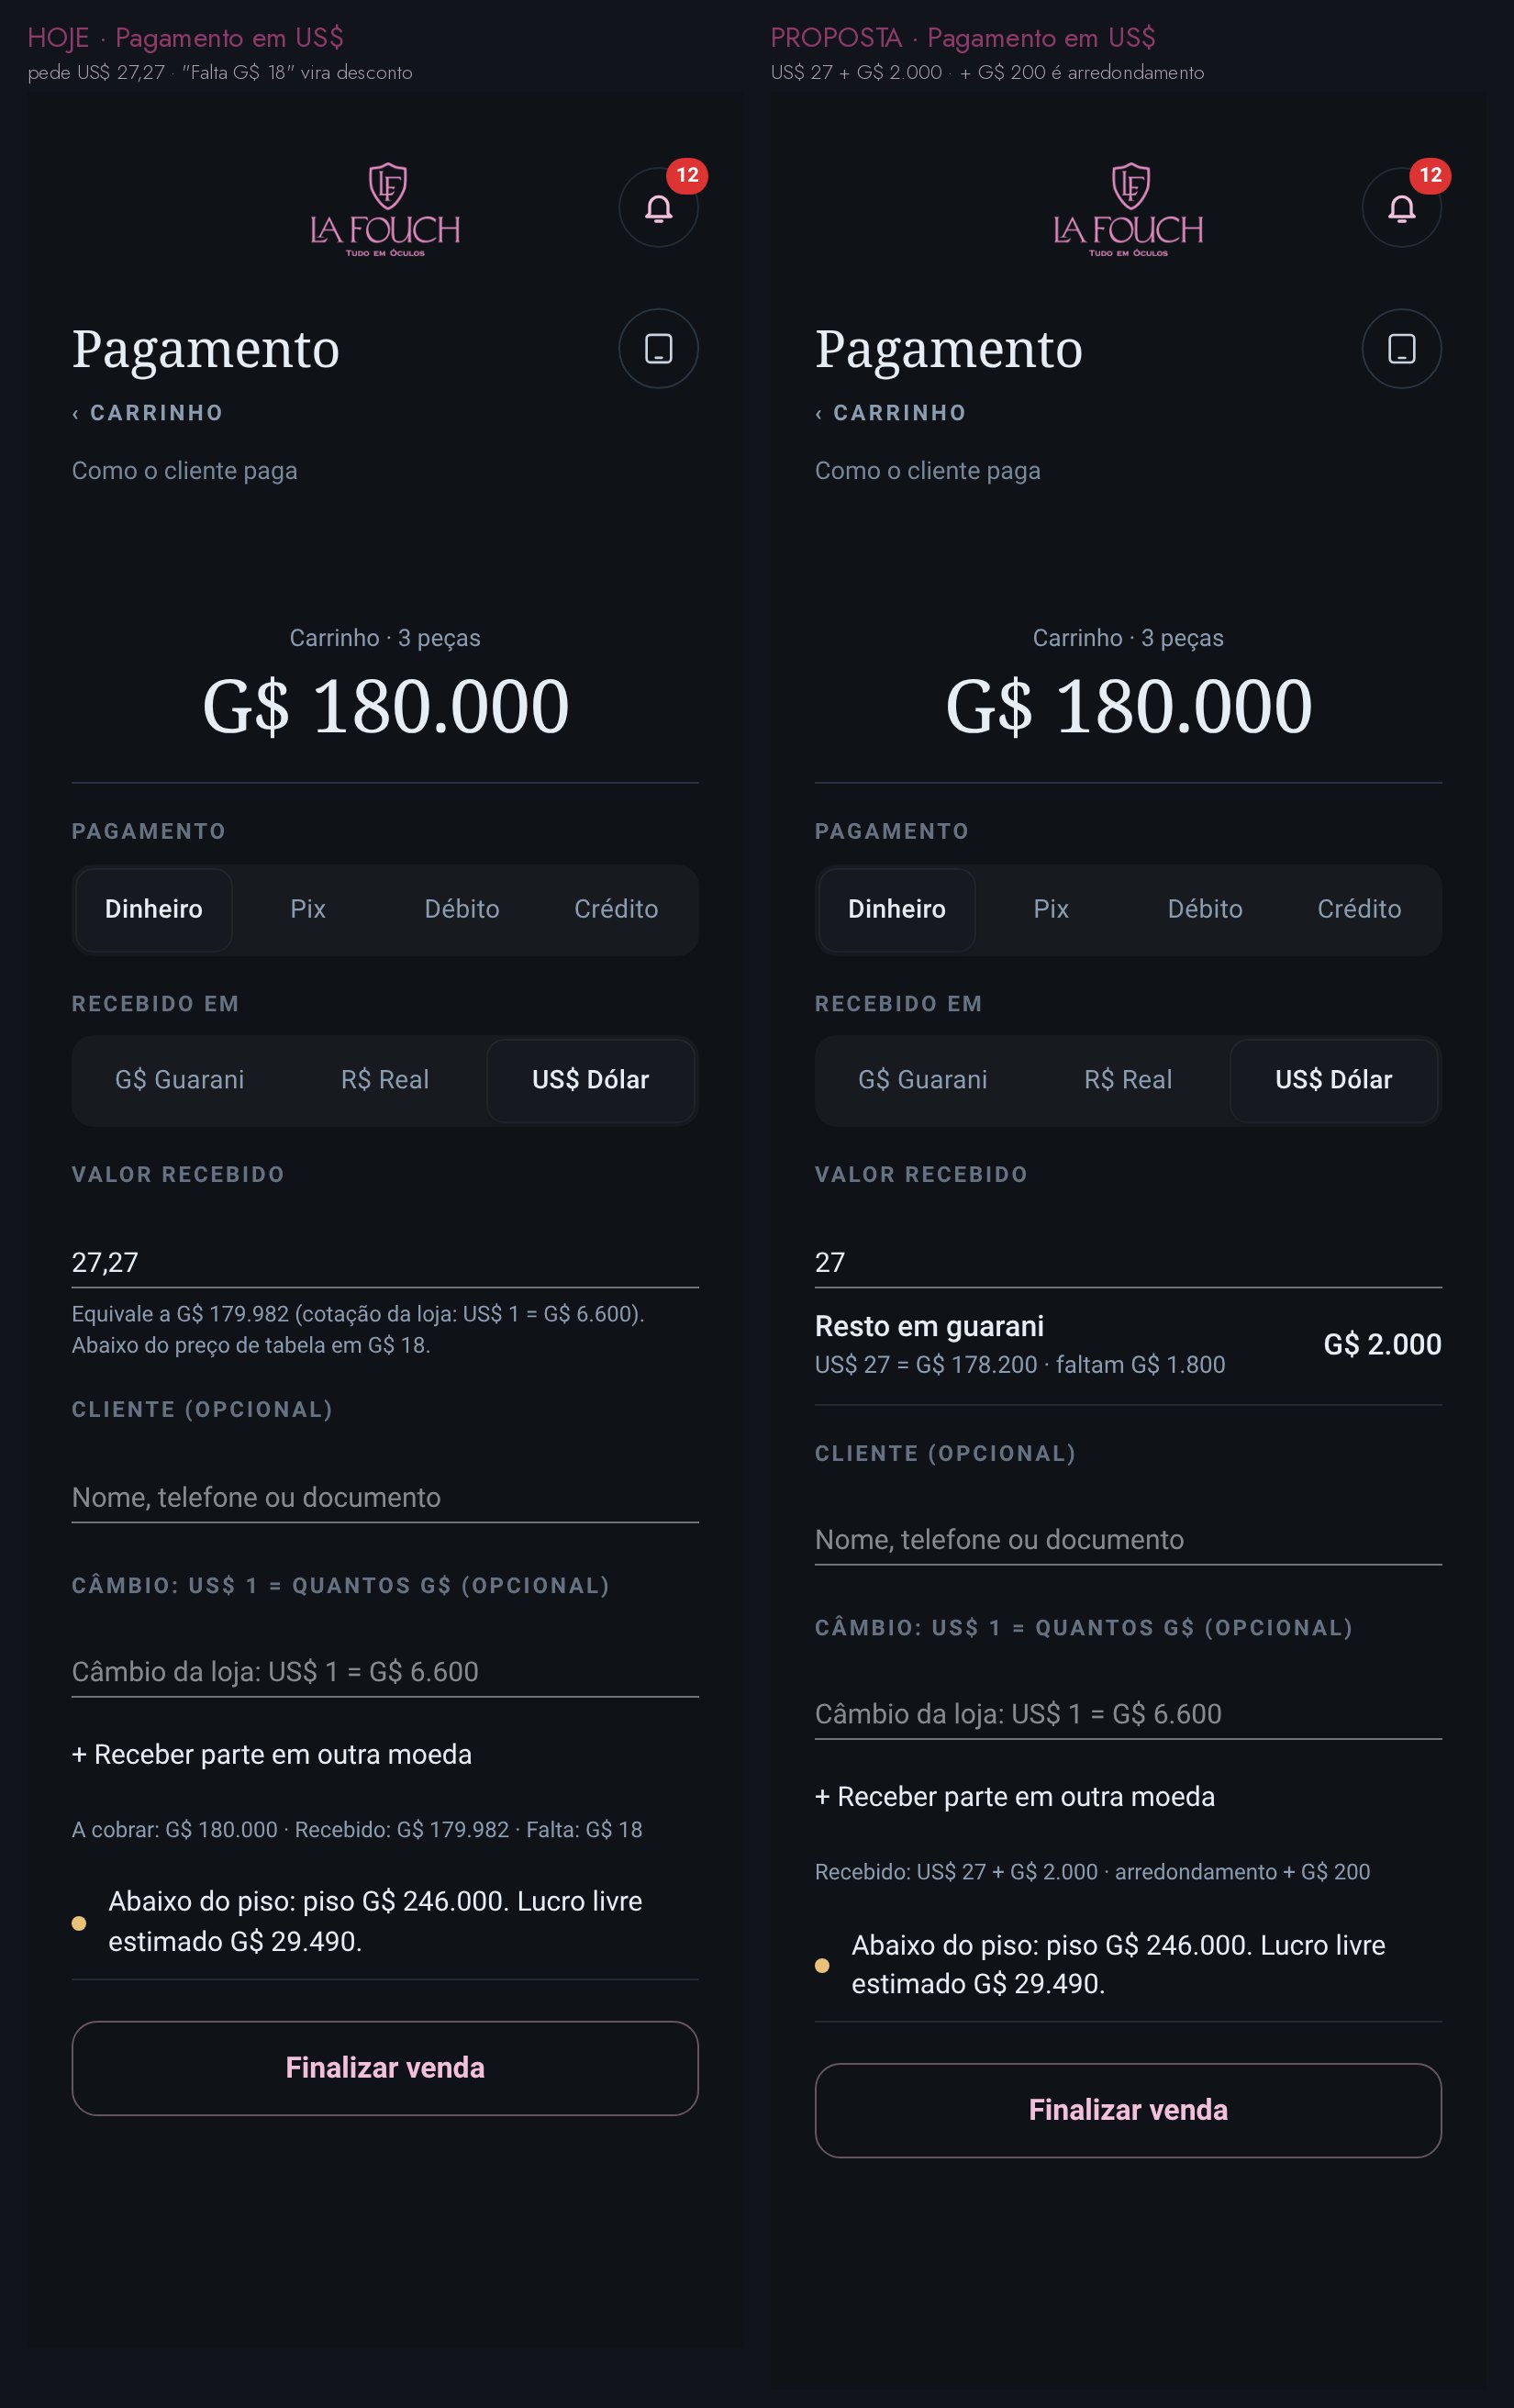 HOJE · Pagamento em US$
pede US$ 27,27 · "Falta G$ 18" vira desconto
12
LF
LA FOUCH
TUDO EM ÓCULOS
Pagamento
‹ CARRINHO
Como o cliente paga
Carrinho · 3 peças
G$ 180.000
PAGAMENTO
Dinheiro Pix Débito Crédito
RECEBIDO EM
G$ Guarani R$ Real US$ Dólar
VALOR RECEBIDO
27,27
Equivale a G$ 179.982 (cotação da loja: US$ 1 = G$ 6.600).
Abaixo do preço de tabela em G$ 18.
CLIENTE (OPCIONAL)
Nome, telefone ou documento
CÂMBIO: US$ 1 = QUANTOS G$ (OPCIONAL)
Câmbio da loja: US$ 1 = G$ 6.600
+ Receber parte em outra moeda
A cobrar: G$ 180.000 · Recebido: G$ 179.982 · Falta: G$ 18
Abaixo do piso: piso G$ 246.000. Lucro livre
estimado G$ 29.490.
Finalizar venda
PROPOSTA · Pagamento em US$
US$ 27 + G$ 2.000 · + G$ 200 é arredondamento
12
LF
LA FOUCH
TUDO EM ÓCULOS
Pagamento
‹ CARRINHO
Como o cliente paga
Carrinho · 3 peças
G$ 180.000
PAGAMENTO
Dinheiro Pix Débito Crédito
RECEBIDO EM
G$ Guarani R$ Real US$ Dólar
VALOR RECEBIDO
27
Resto em guarani
G$ 2.000
US$ 27 = G$ 178.200 · faltam G$ 1.800
CLIENTE (OPCIONAL)
Nome, telefone ou documento
CÂMBIO: US$ 1 = QUANTOS G$ (OPCIONAL)
Câmbio da loja: US$ 1 = G$ 6.600
+ Receber parte em outra moeda
Recebido: US$ 27 + G$ 2.000 · arredondamento + G$ 200
Abaixo do piso: piso G$ 246.000. Lucro livre
estimado G$ 29.490.
Finalizar venda